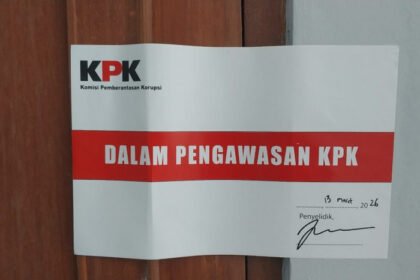 KPK
Komisi Pemberantasan Korupsi
DALAM PENGAWASAN KPK
13 Maret 2026
Penyelidik,